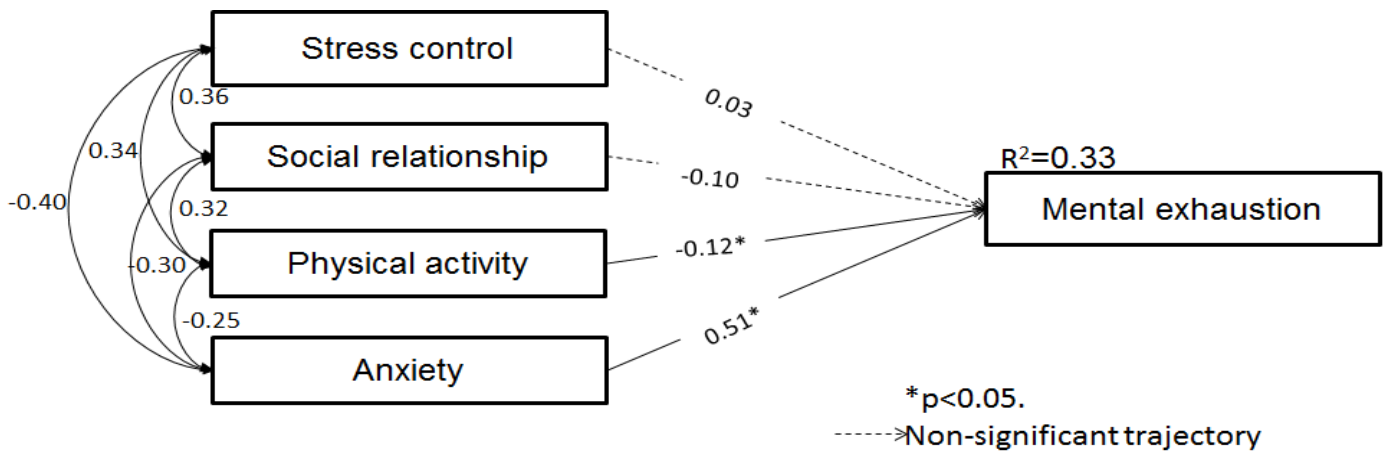 Stress control
0.36
0.03
Social relationship
R²=0.33
0.34
-0.10
Mental exhaustion
-0.40
0.32
-0.12*
Physical activity
-0.30
-0.25
0.51*
Anxiety
*p<0.05.
Non-significant trajectory